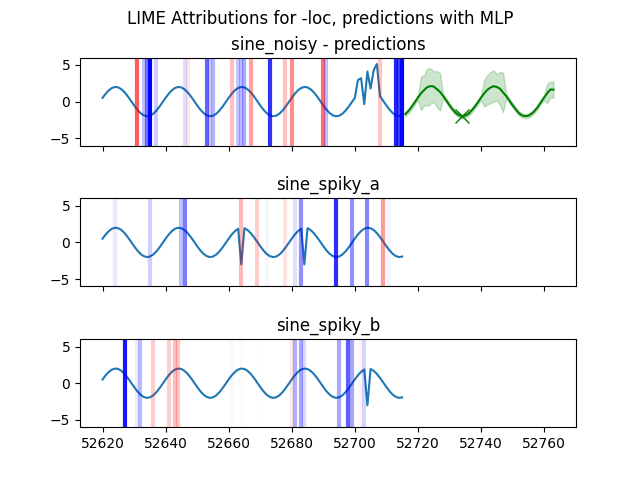 LIME Attributions for -loc, predictions with MLP
sine_noisy - predictions
5
0
−5
sine_spiky_a
5
0
−5
sine_spiky_b
5
0
−5
52620 52640 52660 52680 52700 52720 52740 52760